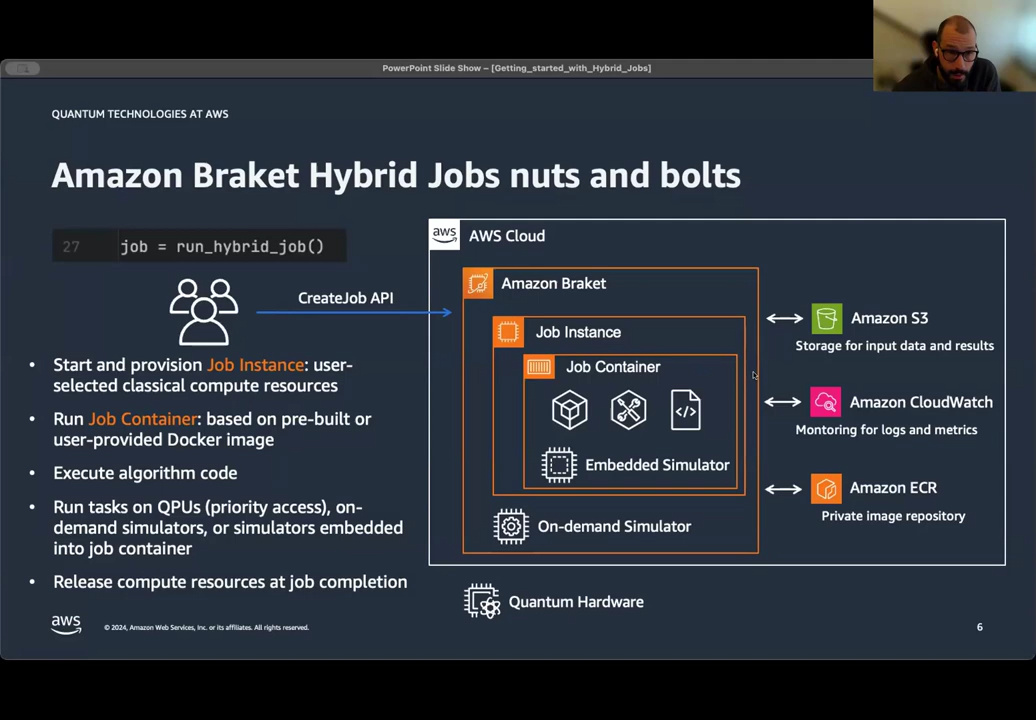 PowerPoint Slide Show – [Getting_started_with_Hybrid_Jobs]
QUANTUM TECHNOLOGIES AT AWS
Amazon Braket Hybrid Jobs nuts and bolts
27 job = run_hybrid_job()
CreateJob API
• Start and provision Job Instance: user-
selected classical compute resources
• Run Job Container: based on pre-built or
user-provided Docker image
• Execute algorithm code
• Run tasks on QPUs (priority access), on-
demand simulators, or simulators embedded
into job container
• Release compute resources at job completion
aws
AWS Cloud
Amazon Braket
Job Instance
Job Container
Embedded Simulator
On-demand Simulator
Quantum Hardware
Amazon S3
Storage for input data and results
Amazon CloudWatch
Montoring for logs and metrics
Amazon ECR
Private image repository
aws
© 2024, Amazon Web Services, Inc. or its affiliates. All rights reserved.
6